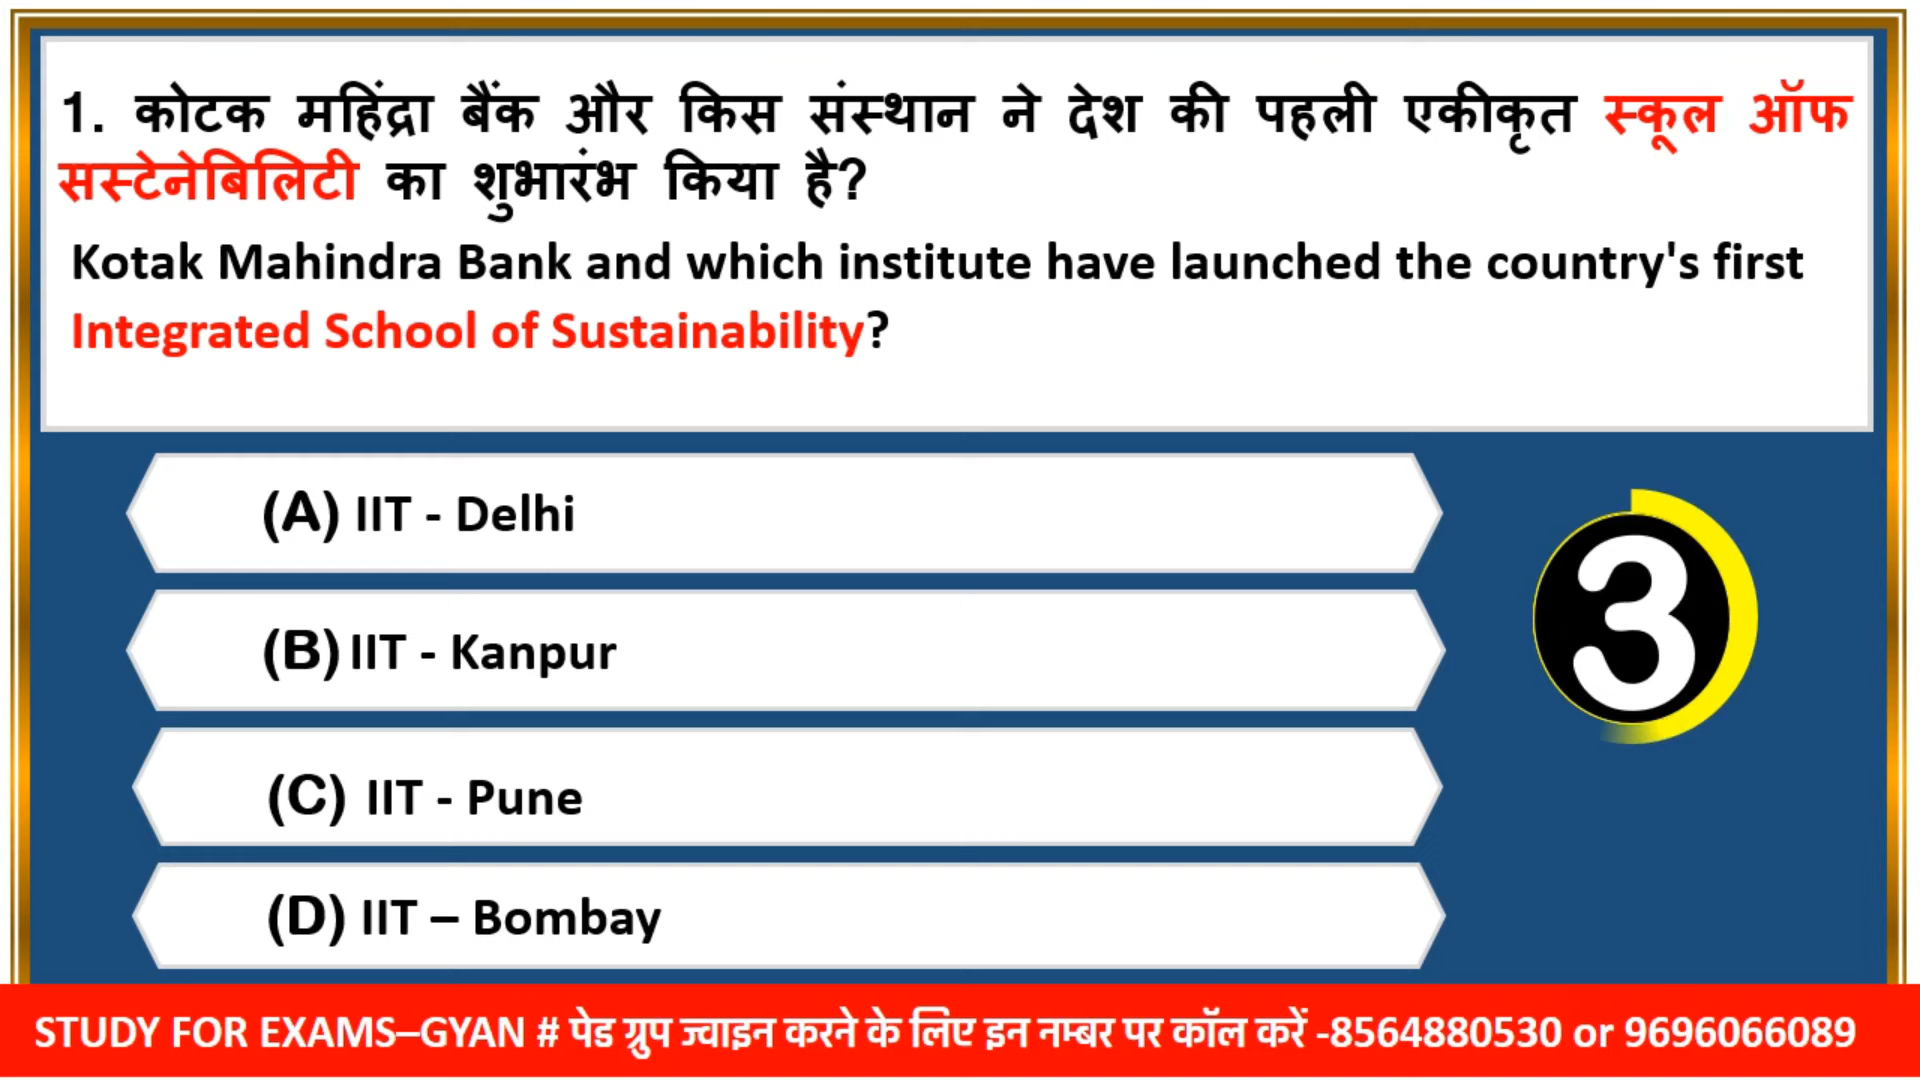 1. कोटक महिंद्रा बैंक और किस संस्थान ने देश की पहली एकीकृत स्कूल ऑफ
सस्टेनेबिलिटी का शुभारंभ किया है?
Kotak Mahindra Bank and which institute have launched the country's first
Integrated School of Sustainability?
(A) IIT - Delhi
(B) IIT - Kanpur
3
(C) IIT - Pune
(D) IIT – Bombay
STUDY FOR EXAMS–GYAN # पेड ग्रुप ज्वाइन करने के लिए इन नम्बर पर कॉल करें -8564880530 or 9696066089